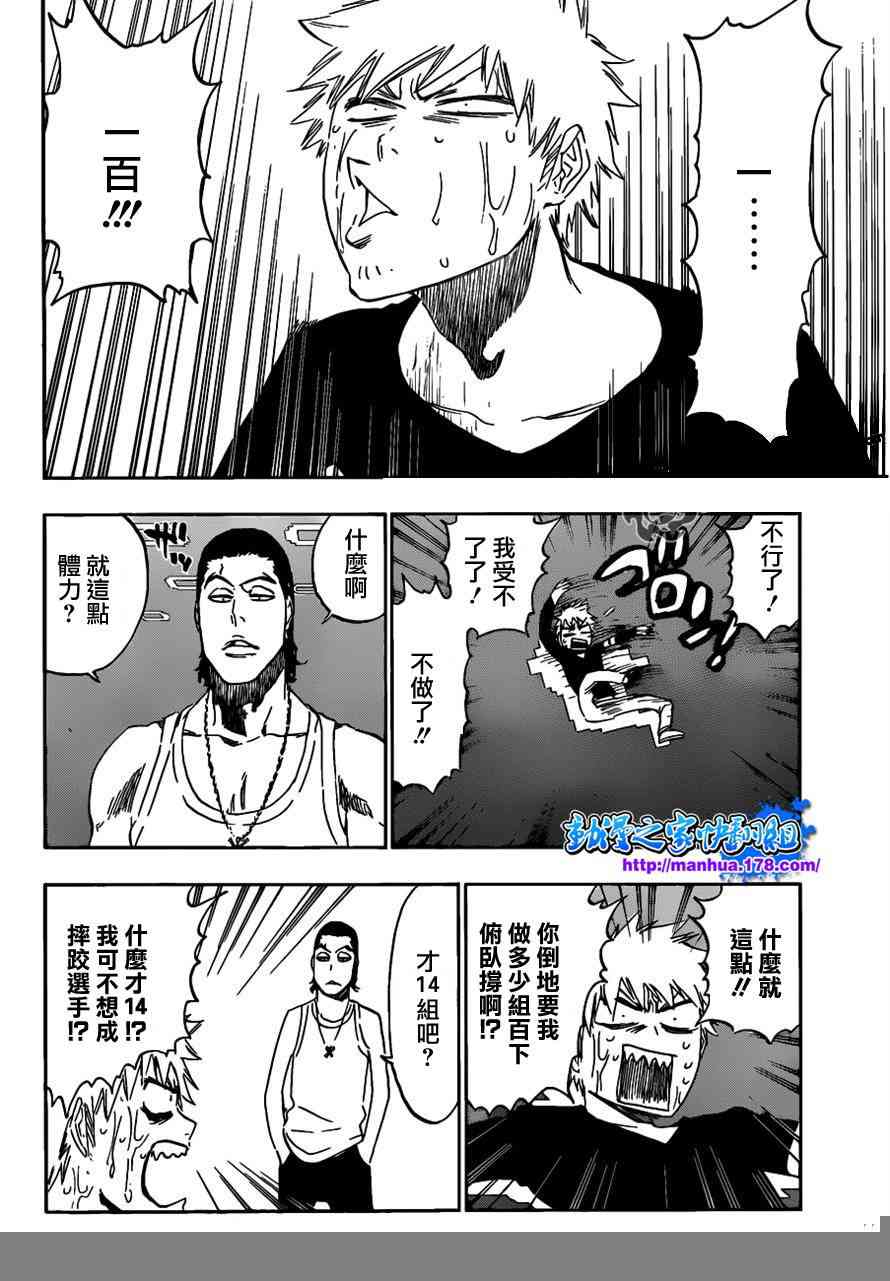 一……
一百!!!
不行了!
我受不
了了!
不做了!!
什麼啊
就這點
體力?
動漫之家快翻組
http://manhua.178.com/
什麼就
這點!!
你倒地要我
做多少組百下
俯臥撐啊!?
才14組吧?
什麼才14!?
我可不想成
摔跤選手!?